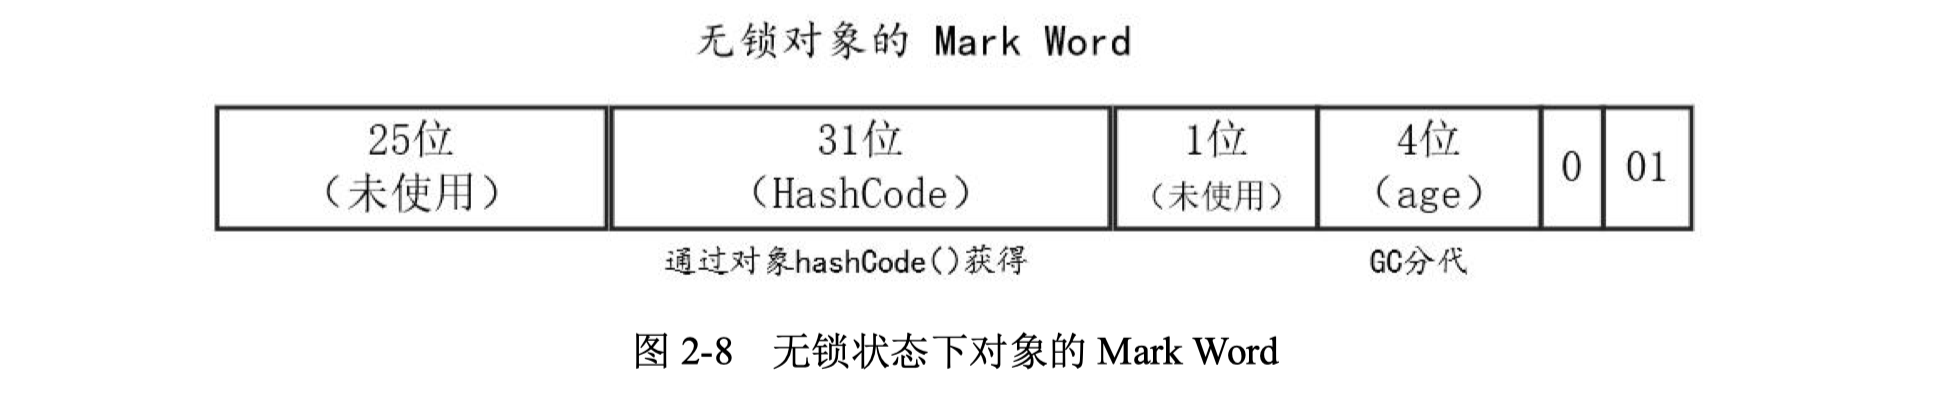 无锁对象的 Mark Word
25位
（未使用）
31位
（HashCode）
1位
（未使用）
4位
（age）
0
01
通过对象hashCode()获得
GC分代
图 2-8 无锁状态下对象的 Mark Word